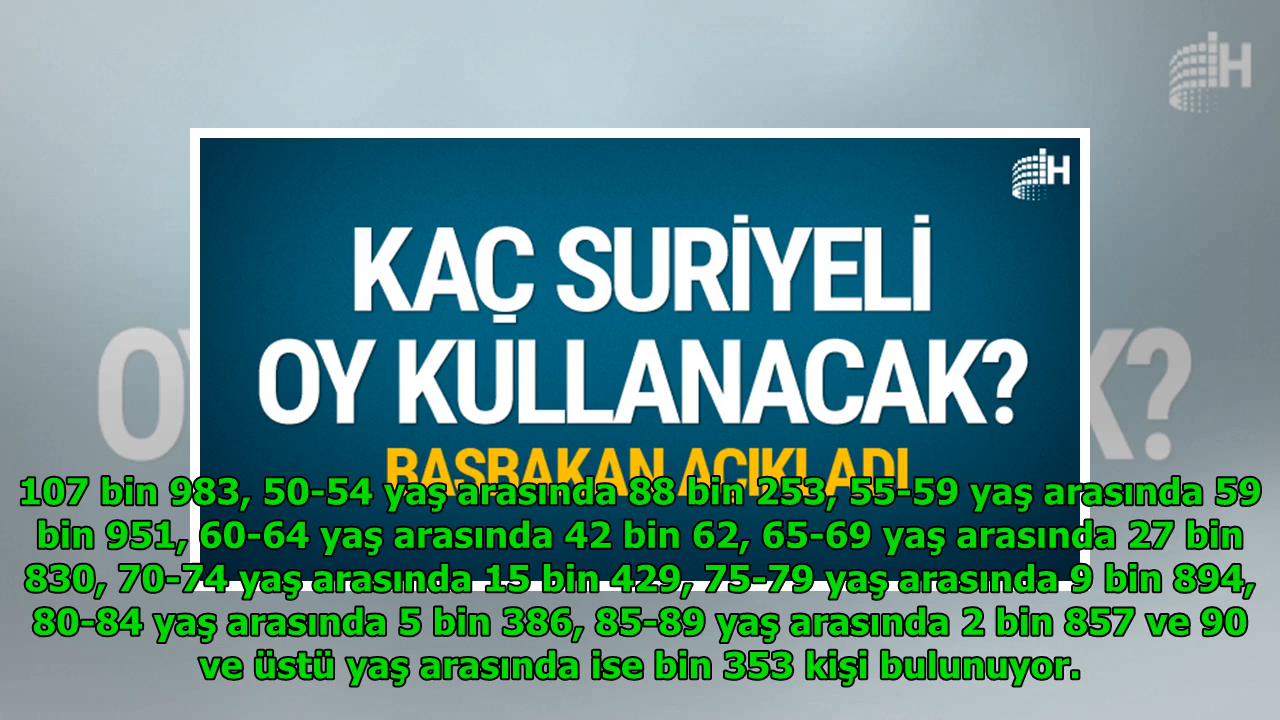 H
H
KAÇ SURİYELİ
OY KULLANACAK?
BAŞBAKAN AÇIKLADI
107 bin 983, 50-54 yaş arasında 88 bin 253, 55-59 yaş arasında 59
bin 951, 60-64 yaş arasında 42 bin 62, 65-69 yaş arasında 27 bin
830, 70-74 yaş arasında 15 bin 429, 75-79 yaş arasında 9 bin 894,
80-84 yaş arasında 5 bin 386, 85-89 yaş arasında 2 bin 857 ve 90
ve üstü yaş arasında ise bin 353 kişi bulunuyor.